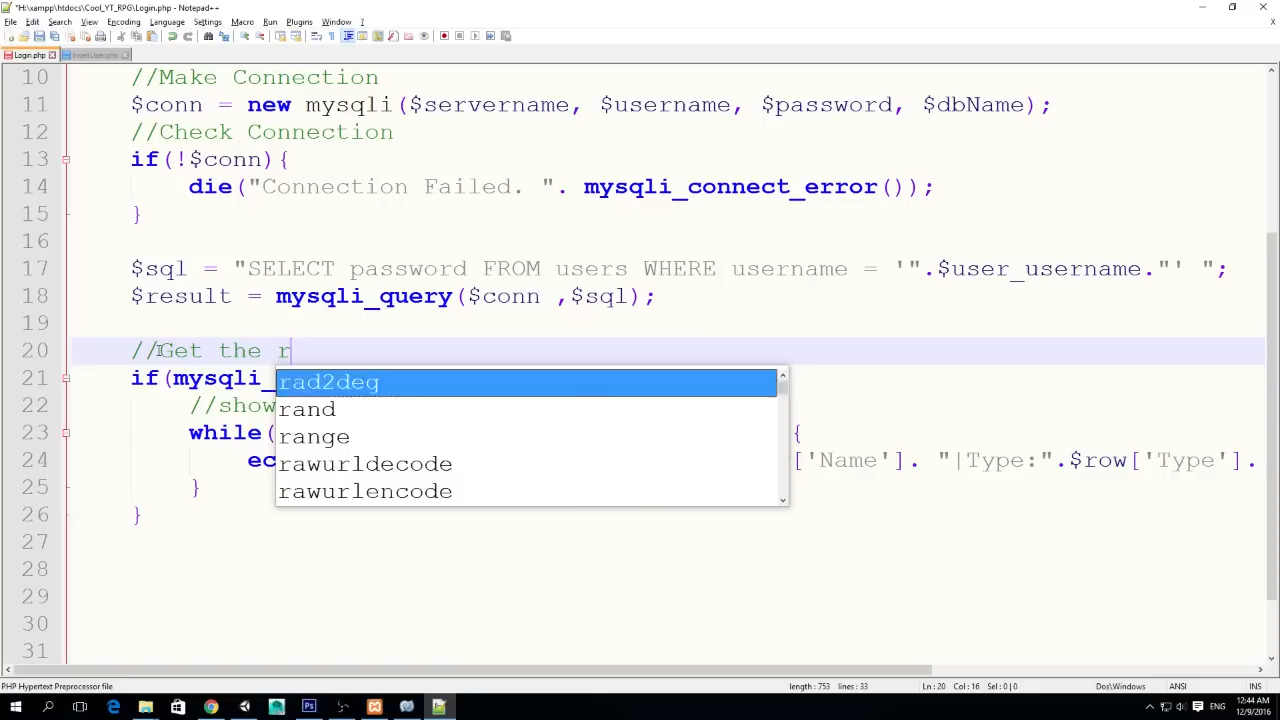 *H:\xampp\htdocs\Cool_YT_RPG\Login.php - Notepad++
File Edit Search View Encoding Language Settings Macro Run Plugins Window ?
Login.php InsertUser.php
10 //Make Connection
11 $conn = new mysqli($servername, $username, $password, $dbName);
12 //Check Connection
13 if(!$conn){
14 die("Connection Failed. ". mysqli_connect_error());
15 }
16
17 $sql = "SELECT password FROM users WHERE username = '".$user_username."' ";
18 $result = mysqli_query($conn ,$sql);
19
20 //Get the r
21 if(mysqli_
22 //show
23 while( {
24 ec ['Name']. "|Type:".$row['Type'].
25 }
26 }
27
28
29
30
31
rad2deg
rand
range
rawurldecode
rawurlencode
PHP Hypertext Preprocessor file length : 753 lines : 33 Ln : 20 Col : 16 Sel : 0 | 0 Dos\Windows ANSI INS
ENG 12:44 AM
12/9/2016